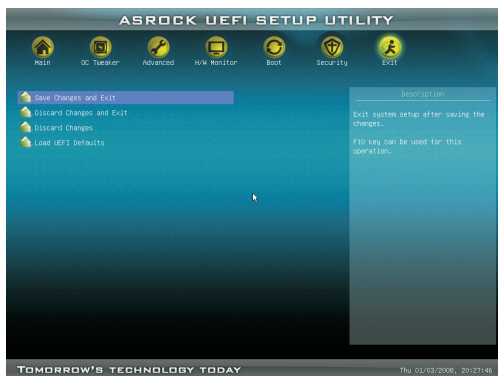 ASROCK UEFI SETUP UTILITY
Main OC Tweaker Advanced H/W Monitor Boot Security Exit
Save Changes and Exit
Discard Changes and Exit
Discard Changes
Load UEFI Defaults
Description
Exit system setup after saving the
changes.
F10 key can be used for this
operation.
TOMORROW'S TECHNOLOGY TODAY
Thu 01/03/2008, 20:27:46